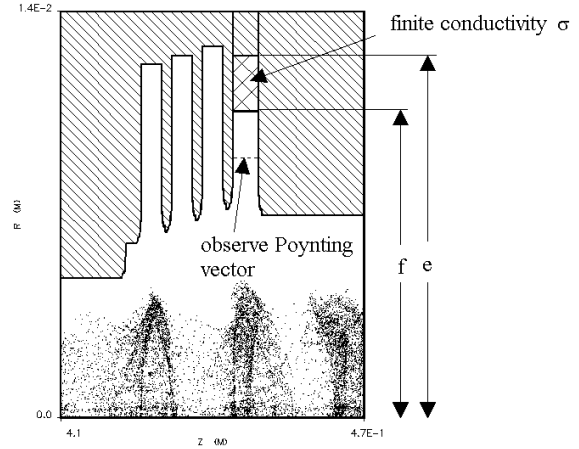 1.4E-2
finite conductivity σ
R (M)
observe Poynting
vector
f
e
0.0
4.1
Z (M)
4.7E-1